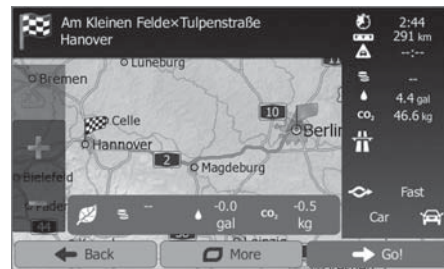 Am Kleinen Felde×Tulpenstraße
Hanover
2:44
291 km
--:--
--
4.4 gal
CO₂ 46.6 kg
Fast
Car
Luneburg
Bremen
Celle
Hannover
10
Berlin
2
Magdeburg
Bielefeld
Pader
44
--
-0.0
gal
CO₂
-0.5
kg
Back
More
Go!